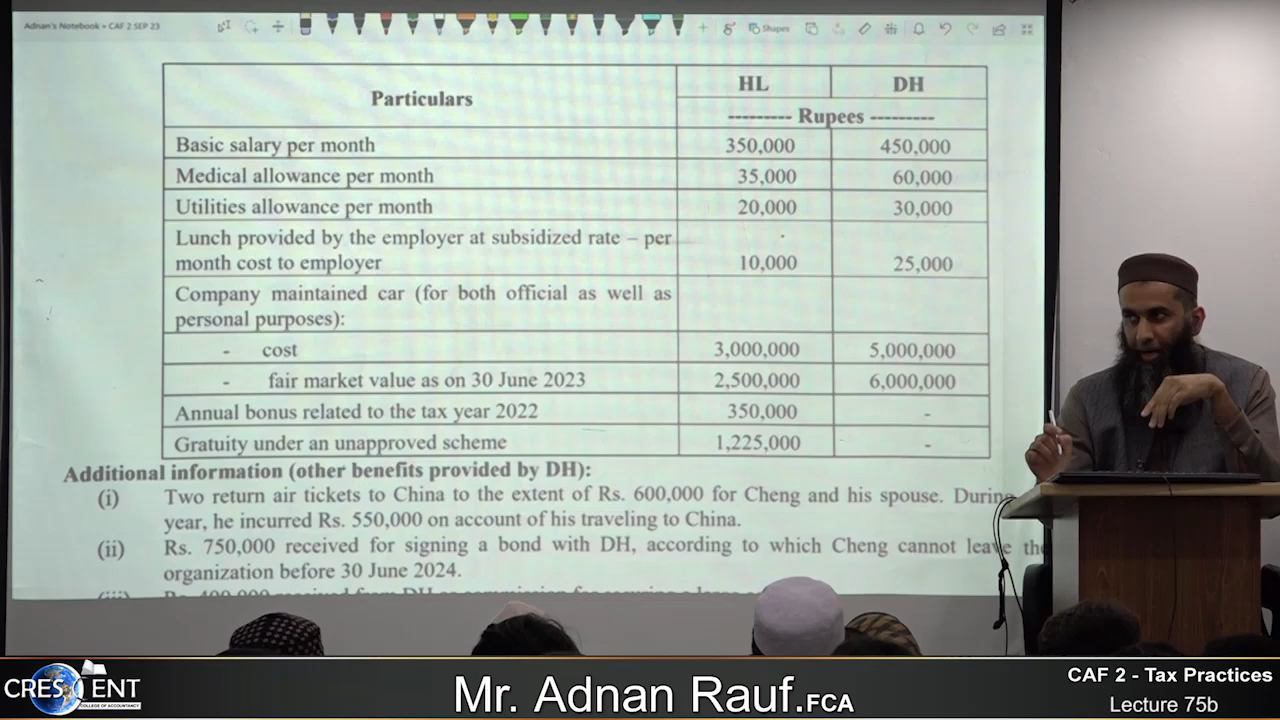 Adnan's Notebook » CAF 2 SEP 23
Shapes
Particulars HL DH
--------- Rupees ---------
Basic salary per month 350,000 450,000
Medical allowance per month 35,000 60,000
Utilities allowance per month 20,000 30,000
Lunch provided by the employer at subsidized rate – per
month cost to employer 10,000 25,000
Company maintained car (for both official as well as
personal purposes):
- cost 3,000,000 5,000,000
- fair market value as on 30 June 2023 2,500,000 6,000,000
Annual bonus related to the tax year 2022 350,000 -
Gratuity under an unapproved scheme 1,225,000 -
Additional information (other benefits provided by DH):
(i) Two return air tickets to China to the extent of Rs. 600,000 for Cheng and his spouse. During
year, he incurred Rs. 550,000 on account of his traveling to China.
(ii) Rs. 750,000 received for signing a bond with DH, according to which Cheng cannot leave the
organization before 30 June 2024.
CRESCENT
COLLEGE OF ACCOUNTANCY
Mr. Adnan Rauf.FCA
CAF 2 - Tax Practices
Lecture 75b